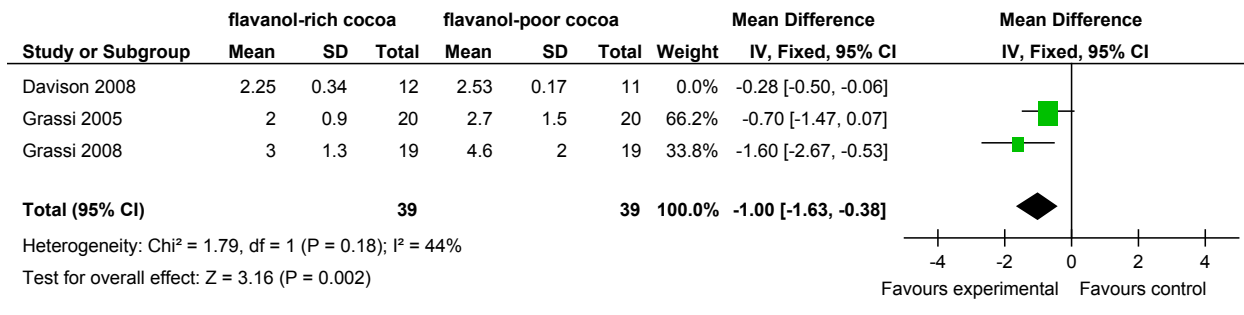 flavanol-rich cocoa flavanol-poor cocoa Mean Difference Mean Difference
Study or Subgroup Mean SD Total Mean SD Total Weight IV, Fixed, 95% CI IV, Fixed, 95% CI
Davison 2008 2.25 0.34 12 2.53 0.17 11 0.0% -0.28 [-0.50, -0.06]
Grassi 2005 2 0.9 20 2.7 1.5 20 66.2% -0.70 [-1.47, 0.07]
Grassi 2008 3 1.3 19 4.6 2 19 33.8% -1.60 [-2.67, -0.53]
Total (95% CI) 39 39 100.0% -1.00 [-1.63, -0.38]
Heterogeneity: Chi² = 1.79, df = 1 (P = 0.18); I² = 44%
Test for overall effect: Z = 3.16 (P = 0.002)
-4 -2 0 2 4
Favours experimental Favours control